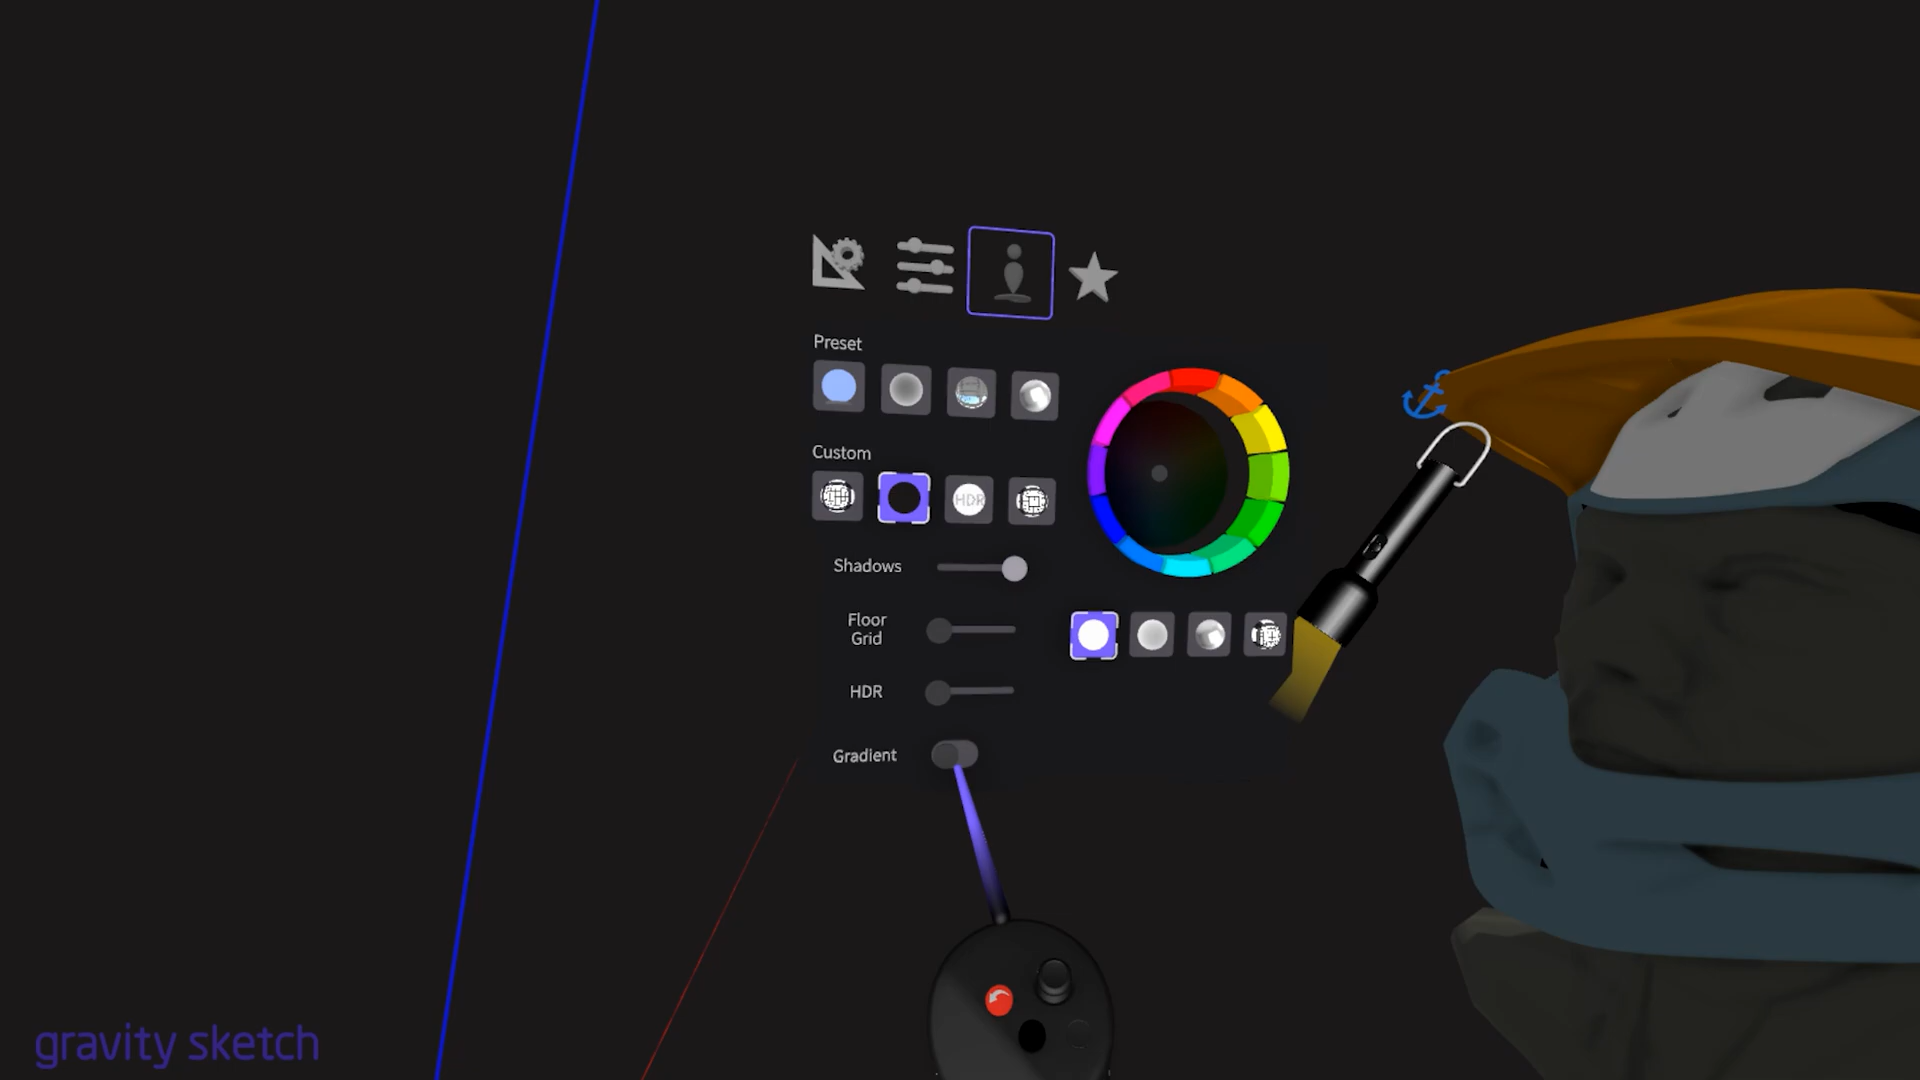 Preset
Custom
HDR
Shadows
Floor
Grid
HDR
Gradient
gravity sketch